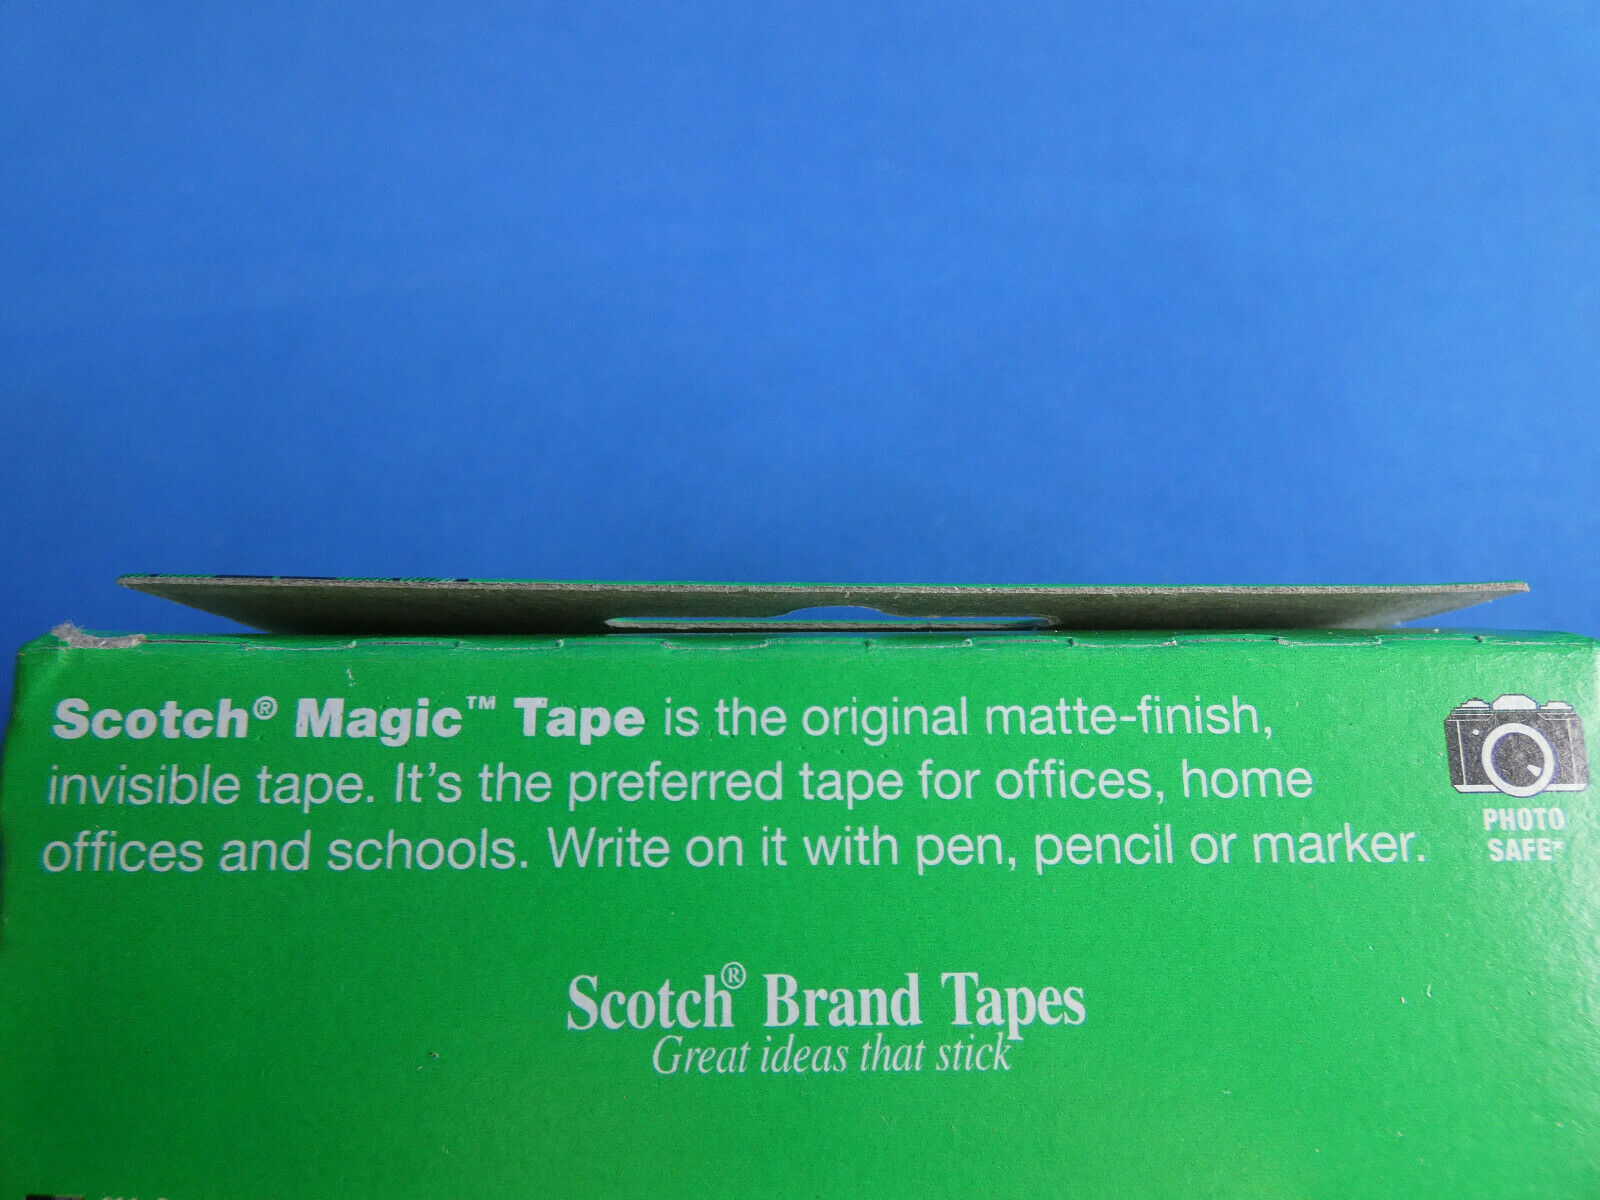 Scotch® Magic™ Tape is the original matte-finish,
invisible tape. It's the preferred tape for offices, home
offices and schools. Write on it with pen, pencil or marker.
PHOTO
SAFE*
Scotch® Brand Tapes
Great ideas that stick